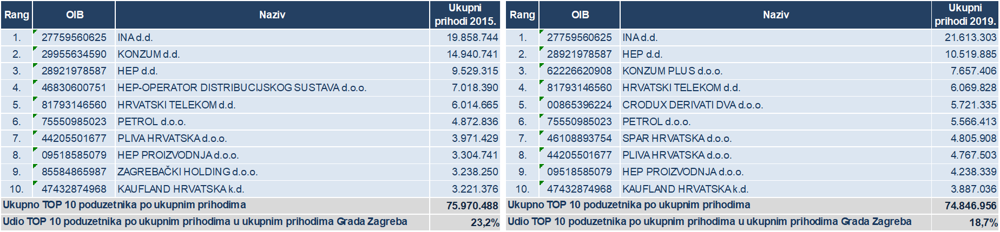 Rang OIB Naziv Ukupni prihodi 2015.
1. 27759560625 INA d.d. 19.858.744
2. 29955634590 KONZUM d.d. 14.940.741
3. 28921978587 HEP d.d. 9.529.315
4. 46830600751 HEP-OPERATOR DISTRIBUCIJSKOG SUSTAVA d.o.o. 7.018.390
5. 81793146560 HRVATSKI TELEKOM d.d. 6.014.665
6. 75550985023 PETROL d.o.o. 4.872.836
7. 44205501677 PLIVA HRVATSKA d.o.o. 3.971.429
8. 09518585079 HEP PROIZVODNJA d.o.o. 3.304.741
9. 85584865987 ZAGREBAČKI HOLDING d.o.o. 3.238.250
10. 47432874968 KAUFLAND HRVATSKA k.d. 3.221.376
Ukupno TOP 10 poduzetnika po ukupnim prihodima 75.970.488
Udio TOP 10 poduzetnika po ukupnim prihodima u ukupnim prihodima Grada Zagreba 23,2%
Rang OIB Naziv Ukupni prihodi 2019.
1. 27759560625 INA d.d. 21.613.303
2. 28921978587 HEP d.d. 10.519.885
3. 62226620908 KONZUM PLUS d.o.o. 7.657.406
4. 81793146560 HRVATSKI TELEKOM d.d. 6.069.828
5. 00865396224 CRODUX DERIVATI DVA d.o.o. 5.721.335
6. 75550985023 PETROL d.o.o. 5.566.413
7. 46108893754 SPAR HRVATSKA d.o.o. 4.805.908
8. 44205501677 PLIVA HRVATSKA d.o.o. 4.767.503
9. 09518585079 HEP PROIZVODNJA d.o.o. 4.238.339
10. 47432874968 KAUFLAND HRVATSKA k.d. 3.887.036
Ukupno TOP 10 poduzetnika po ukupnim prihodima 74.846.956
Udio TOP 10 poduzetnika po ukupnim prihodima u ukupnim prihodima Grada Zagreba 18,7%